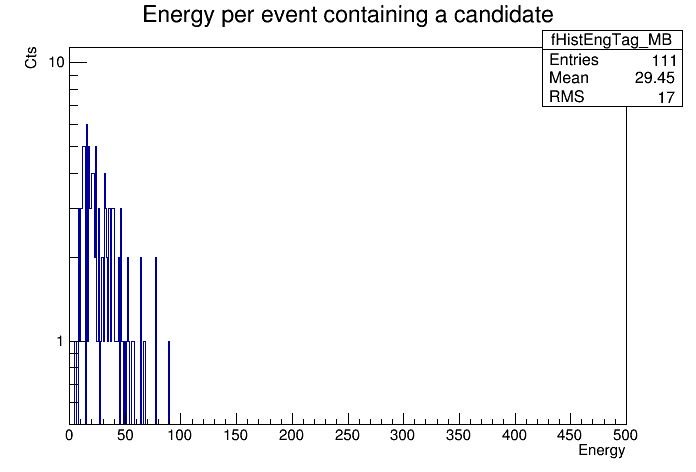 Energy per event containing a candidate
fHistEngTag_MB
Entries 111
Mean 29.45
RMS 17
Cts
10
1
0 50 100 150 200 250 300 350 400 450 500
Energy